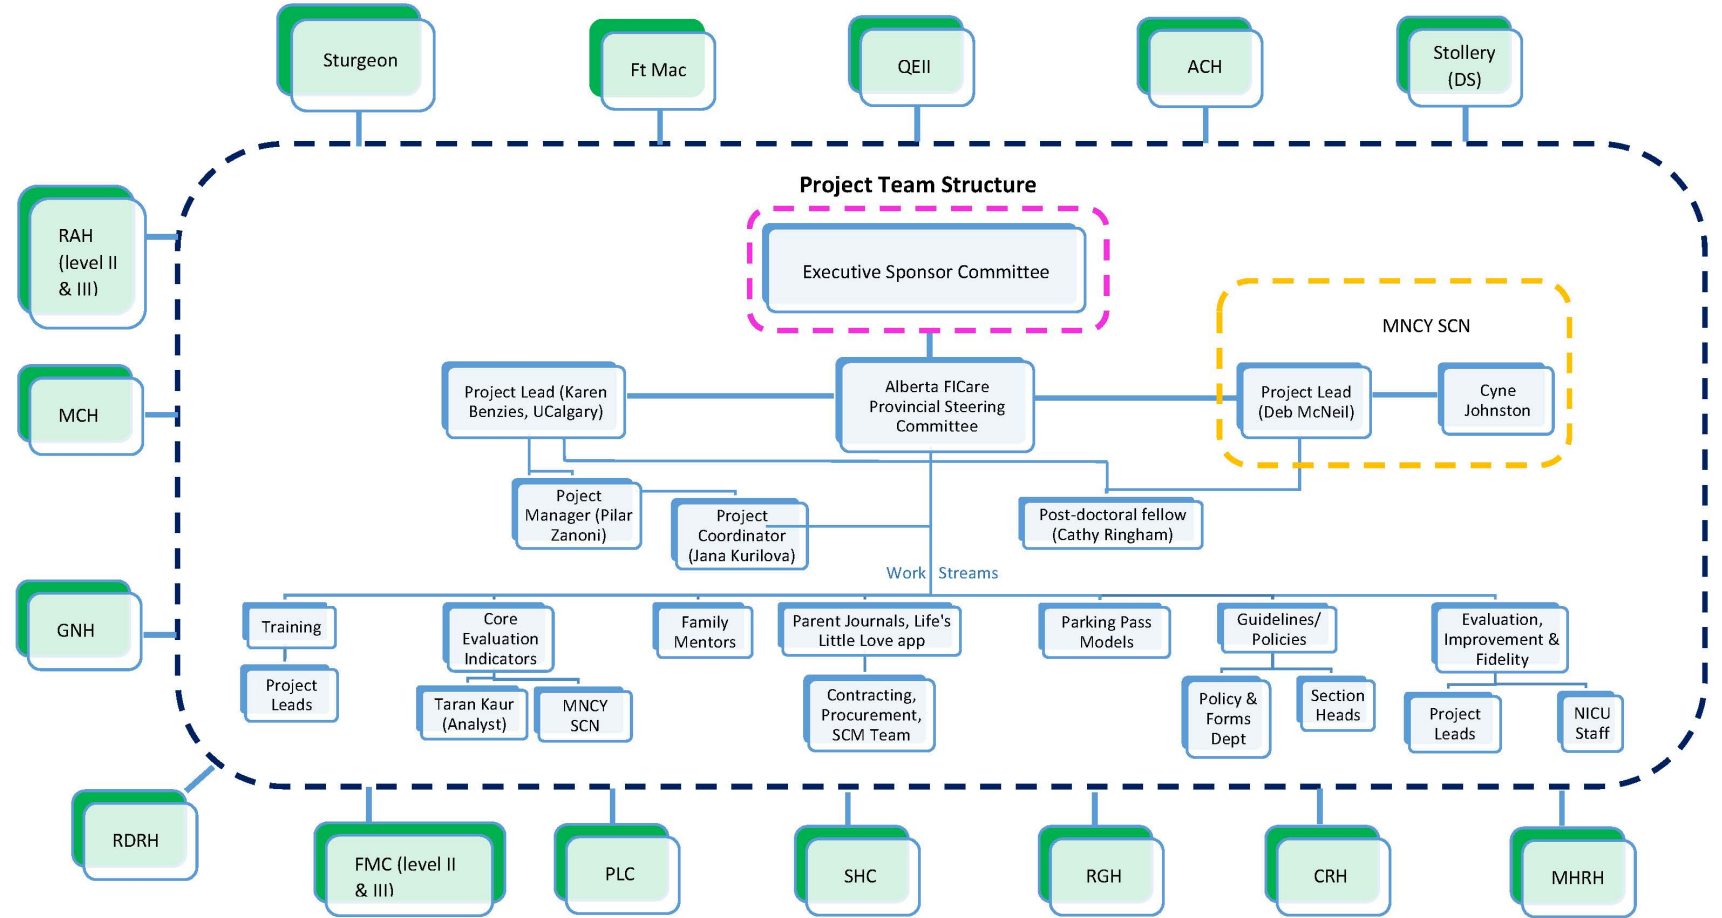 Sturgeon
Ft Mac
QEII
ACH
Stollery
(DS)
Project Team Structure
RAH
(level II
& III)
Executive Sponsor Committee
MNCY SCN
MCH
Project Lead (Karen
Benzies, UCalgary)
Alberta FICare
Provincial Steering
Committee
Project Lead
(Deb McNeil)
Cyne
Johnston
Poject
Manager (Pilar
Zanoni)
Project
Coordinator
(Jana Kurilova)
Post-doctoral fellow
(Cathy Ringham)
Work Streams
GNH
Training
Core
Evaluation
Indicators
Family
Mentors
Parent Journals, Life's
Little Love app
Parking Pass
Models
Guidelines/
Policies
Evaluation,
Improvement &
Fidelity
Project
Leads
Taran Kaur
(Analyst)
MNCY
SCN
Contracting,
Procurement,
SCM Team
Policy &
Forms
Dept
Section
Heads
Project
Leads
NICU
Staff
RDRH
FMC (level II
& III)
PLC
SHC
RGH
CRH
MHRH